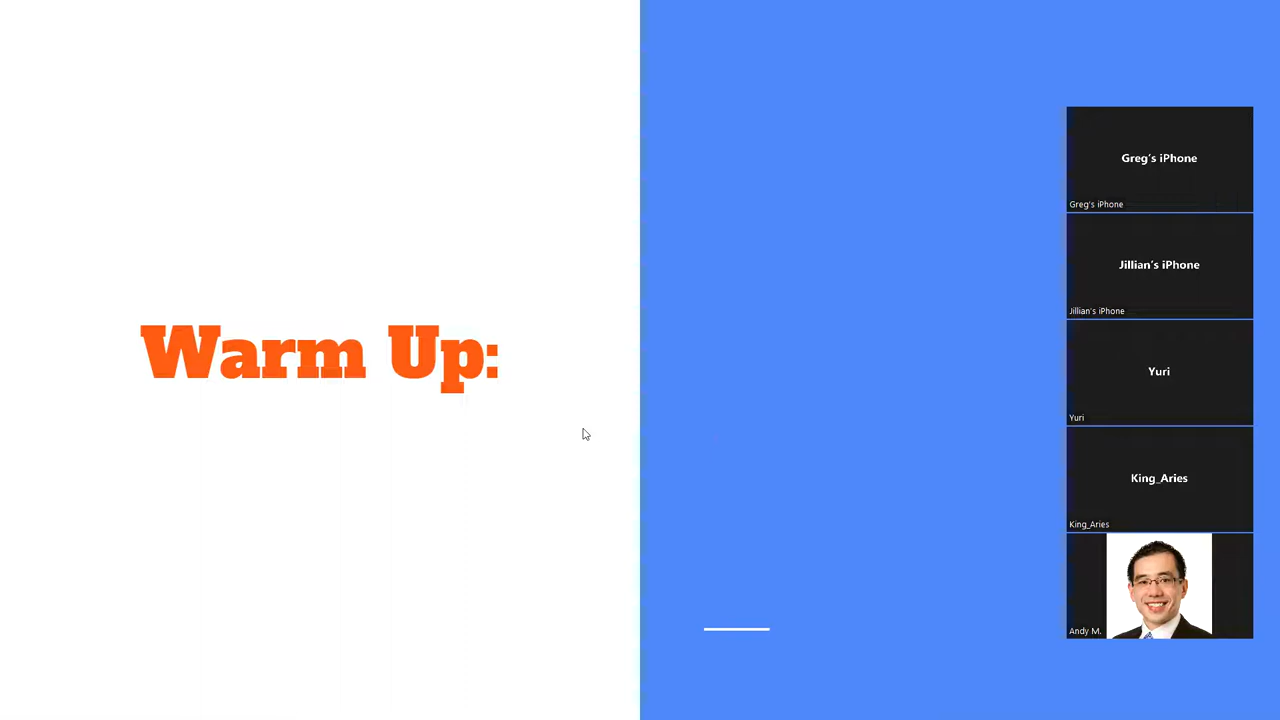 Warm Up:
Greg's iPhone
Greg's iPhone
Jillian's iPhone
Jillian's iPhone
Yuri
Yuri
King_Aries
King_Aries
Andy M.